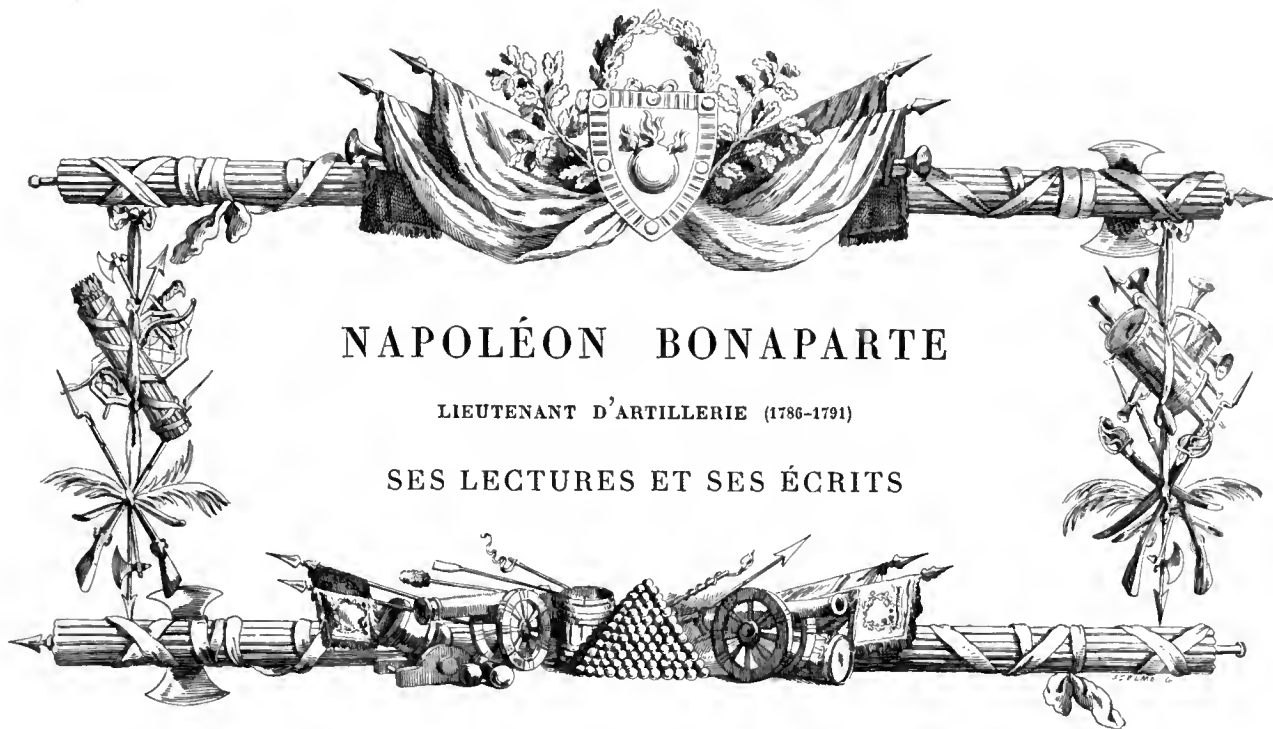 NAPOLÉON BONAPARTE
LIEUTENANT D'ARTILLERIE (1786-1791)
SES LECTURES ET SES ÉCRITS